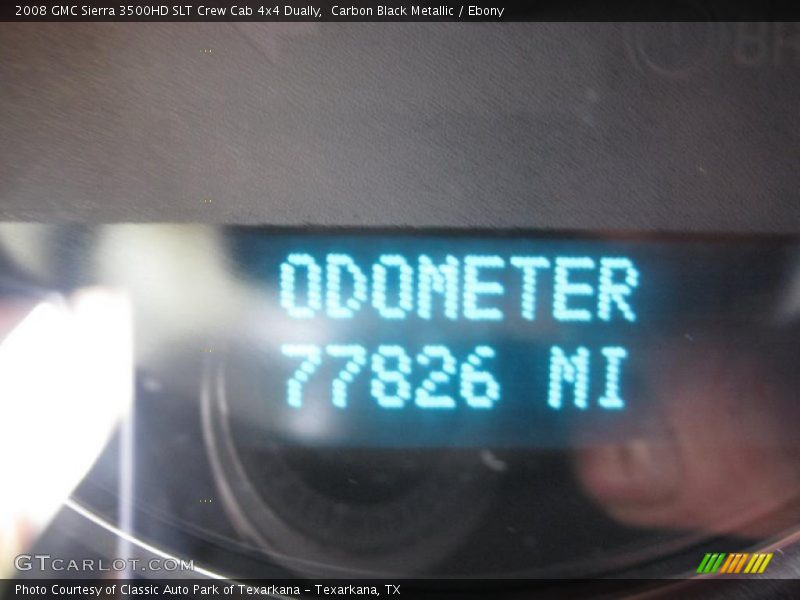 2008 GMC Sierra 3500HD SLT Crew Cab 4x4 Dually,  Carbon Black Metallic / Ebony
ODOMETER
77826 MI
GTCARLOT.COM
Photo Courtesy of Classic Auto Park of Texarkana – Texarkana, TX